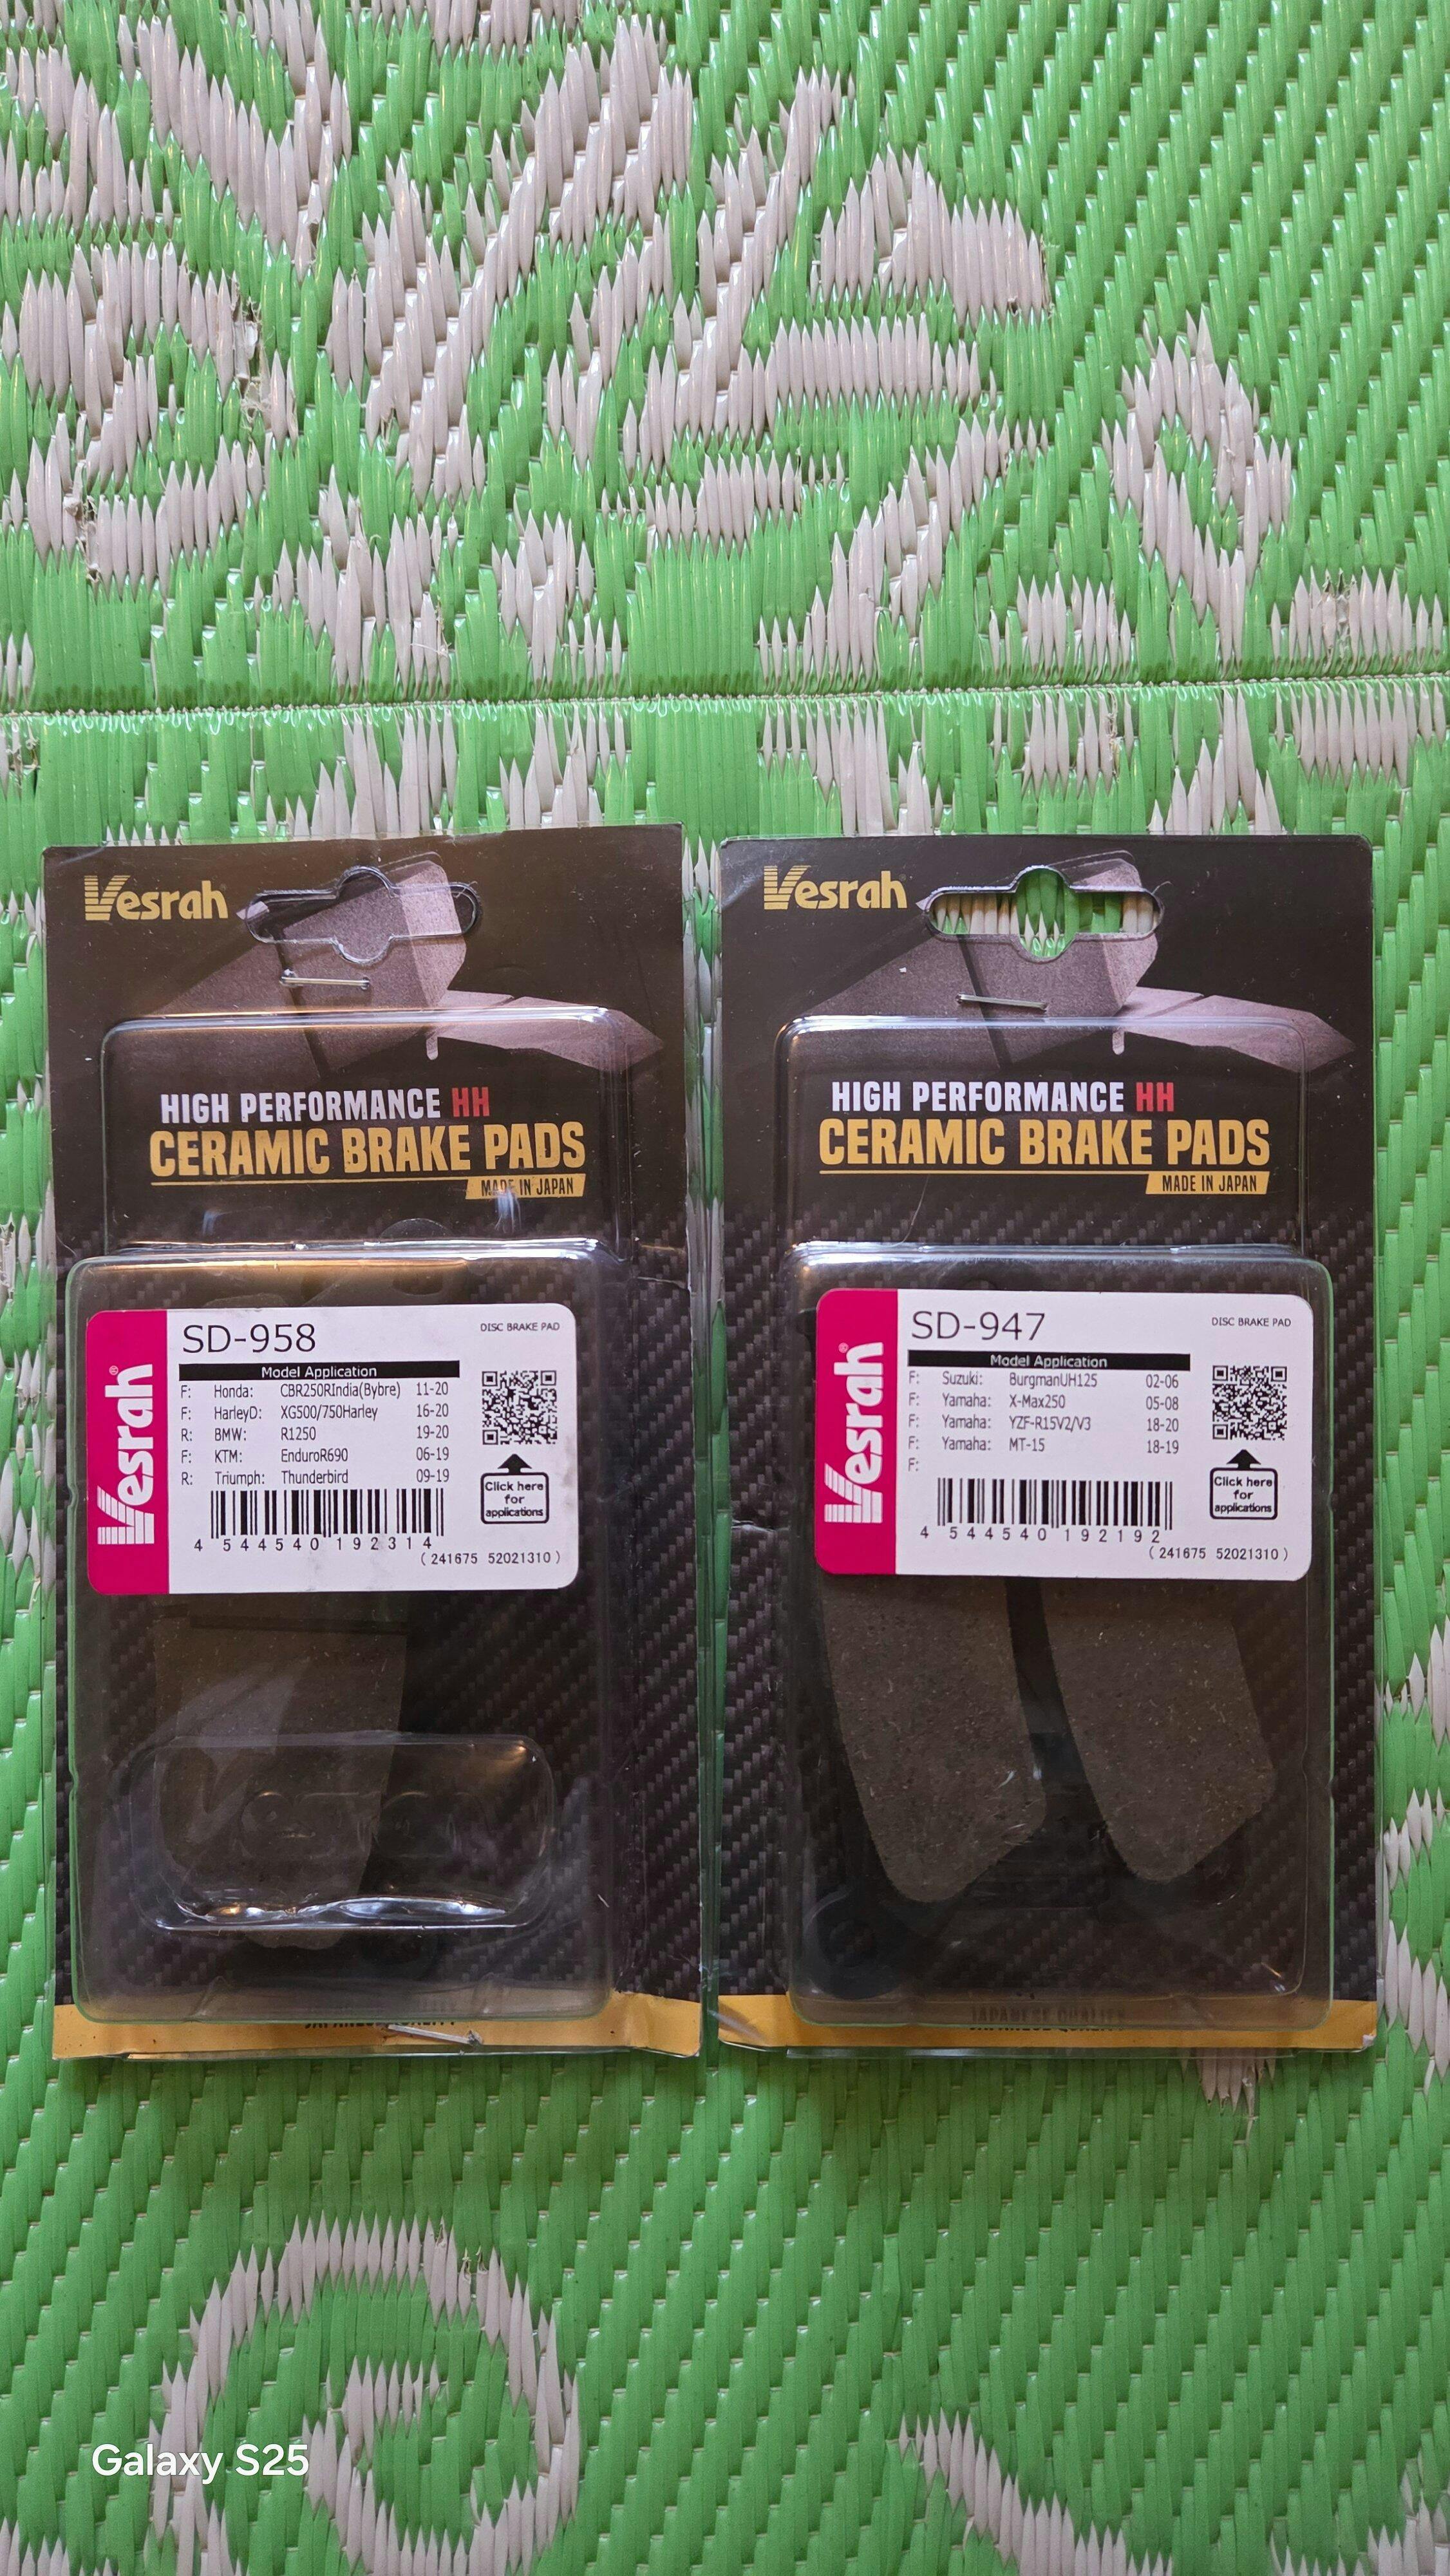 Vesrah
HIGH PERFORMANCE HH
CERAMIC BRAKE PADS
MADE IN JAPAN
Vesrah®
SD-958
DISC BRAKE PAD
Model Application
F: Honda: CBR250RIndia(Bybre) 11-20
F: HarleyD: XG500/750Harley 16-20
R: BMW: R1250 19-20
F: KTM: EnduroR690 06-19
R: Triumph: Thunderbird 09-19
Click here
for
applications
4 544540 192314
(241675 52021310)
JAPANESE QUALITY
Vesrah
HIGH PERFORMANCE HH
CERAMIC BRAKE PADS
MADE IN JAPAN
Vesrah®
SD-947
DISC BRAKE PAD
Model Application
F: Suzuki: BurgmanUH125 02-06
F: Yamaha: X-Max250 05-08
F: Yamaha: YZF-R15V2/V3 18-20
F: Yamaha: MT-15 18-19
F:
Click here
for
applications
4 544540 192192
(241675 52021310)
JAPANESE QUALITY
Galaxy S25